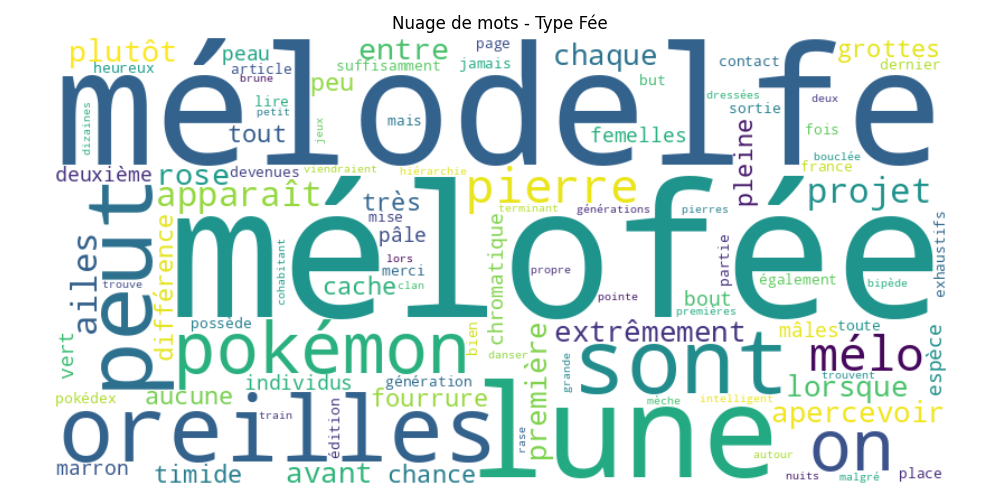 Nuage de mots - Type Fée
plutôt peau entre page chaque contact grottes
heureux article suffisamment jamais but dernier
brune peu
mélodelfe
dizaines lire petit jeux mais dressées sortie deux
tout femelles fois
bouclée
deuxième rose devenues viendraient hiérarchie pleine france
apparaît pierre projet
très terminant générations pierres
mise
peut mélofée
ailes différence pâle chromatique partie exhaustifs
cohabitant lors propre
trouve cache merci clan également bipède
pointe bout premières
vert possède
pokémon bien danser extrêmement mâles toute espèce
sont mélo
grande trouvent
individus génération première lorsque
pokédex aucune fourrure mèche intelligent
train édition apercevoir
oreilles lune on
rase autour
marron timide avant chance nuits malgré place